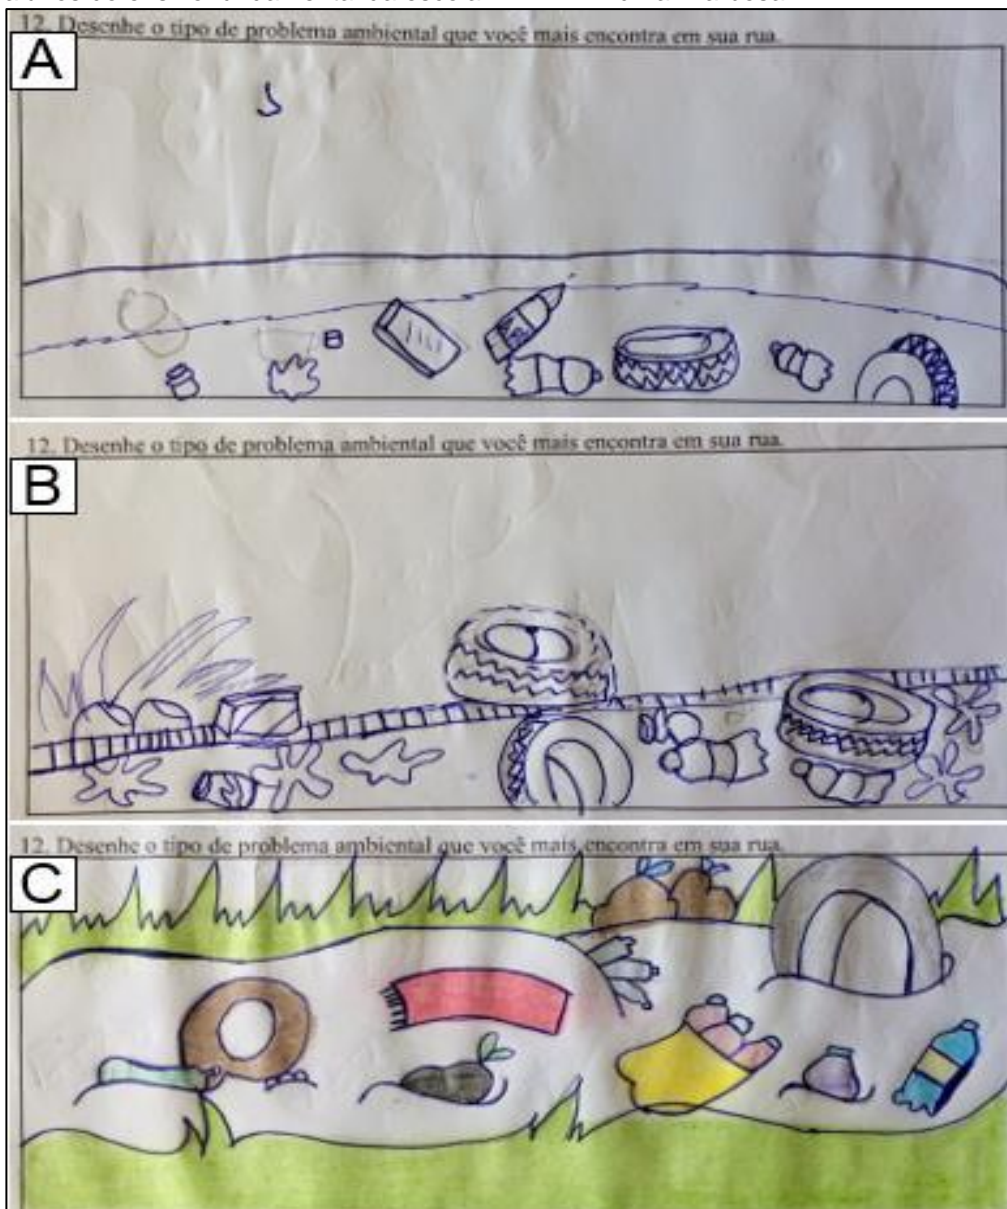 12. Desenhe o tipo de problema ambiental que você mais encontra em sua rua.
A
12. Desenhe o tipo de problema ambiental que você mais encontra em sua rua.
B
12. Desenhe o tipo de problema ambiental que você mais encontra em sua rua.
C